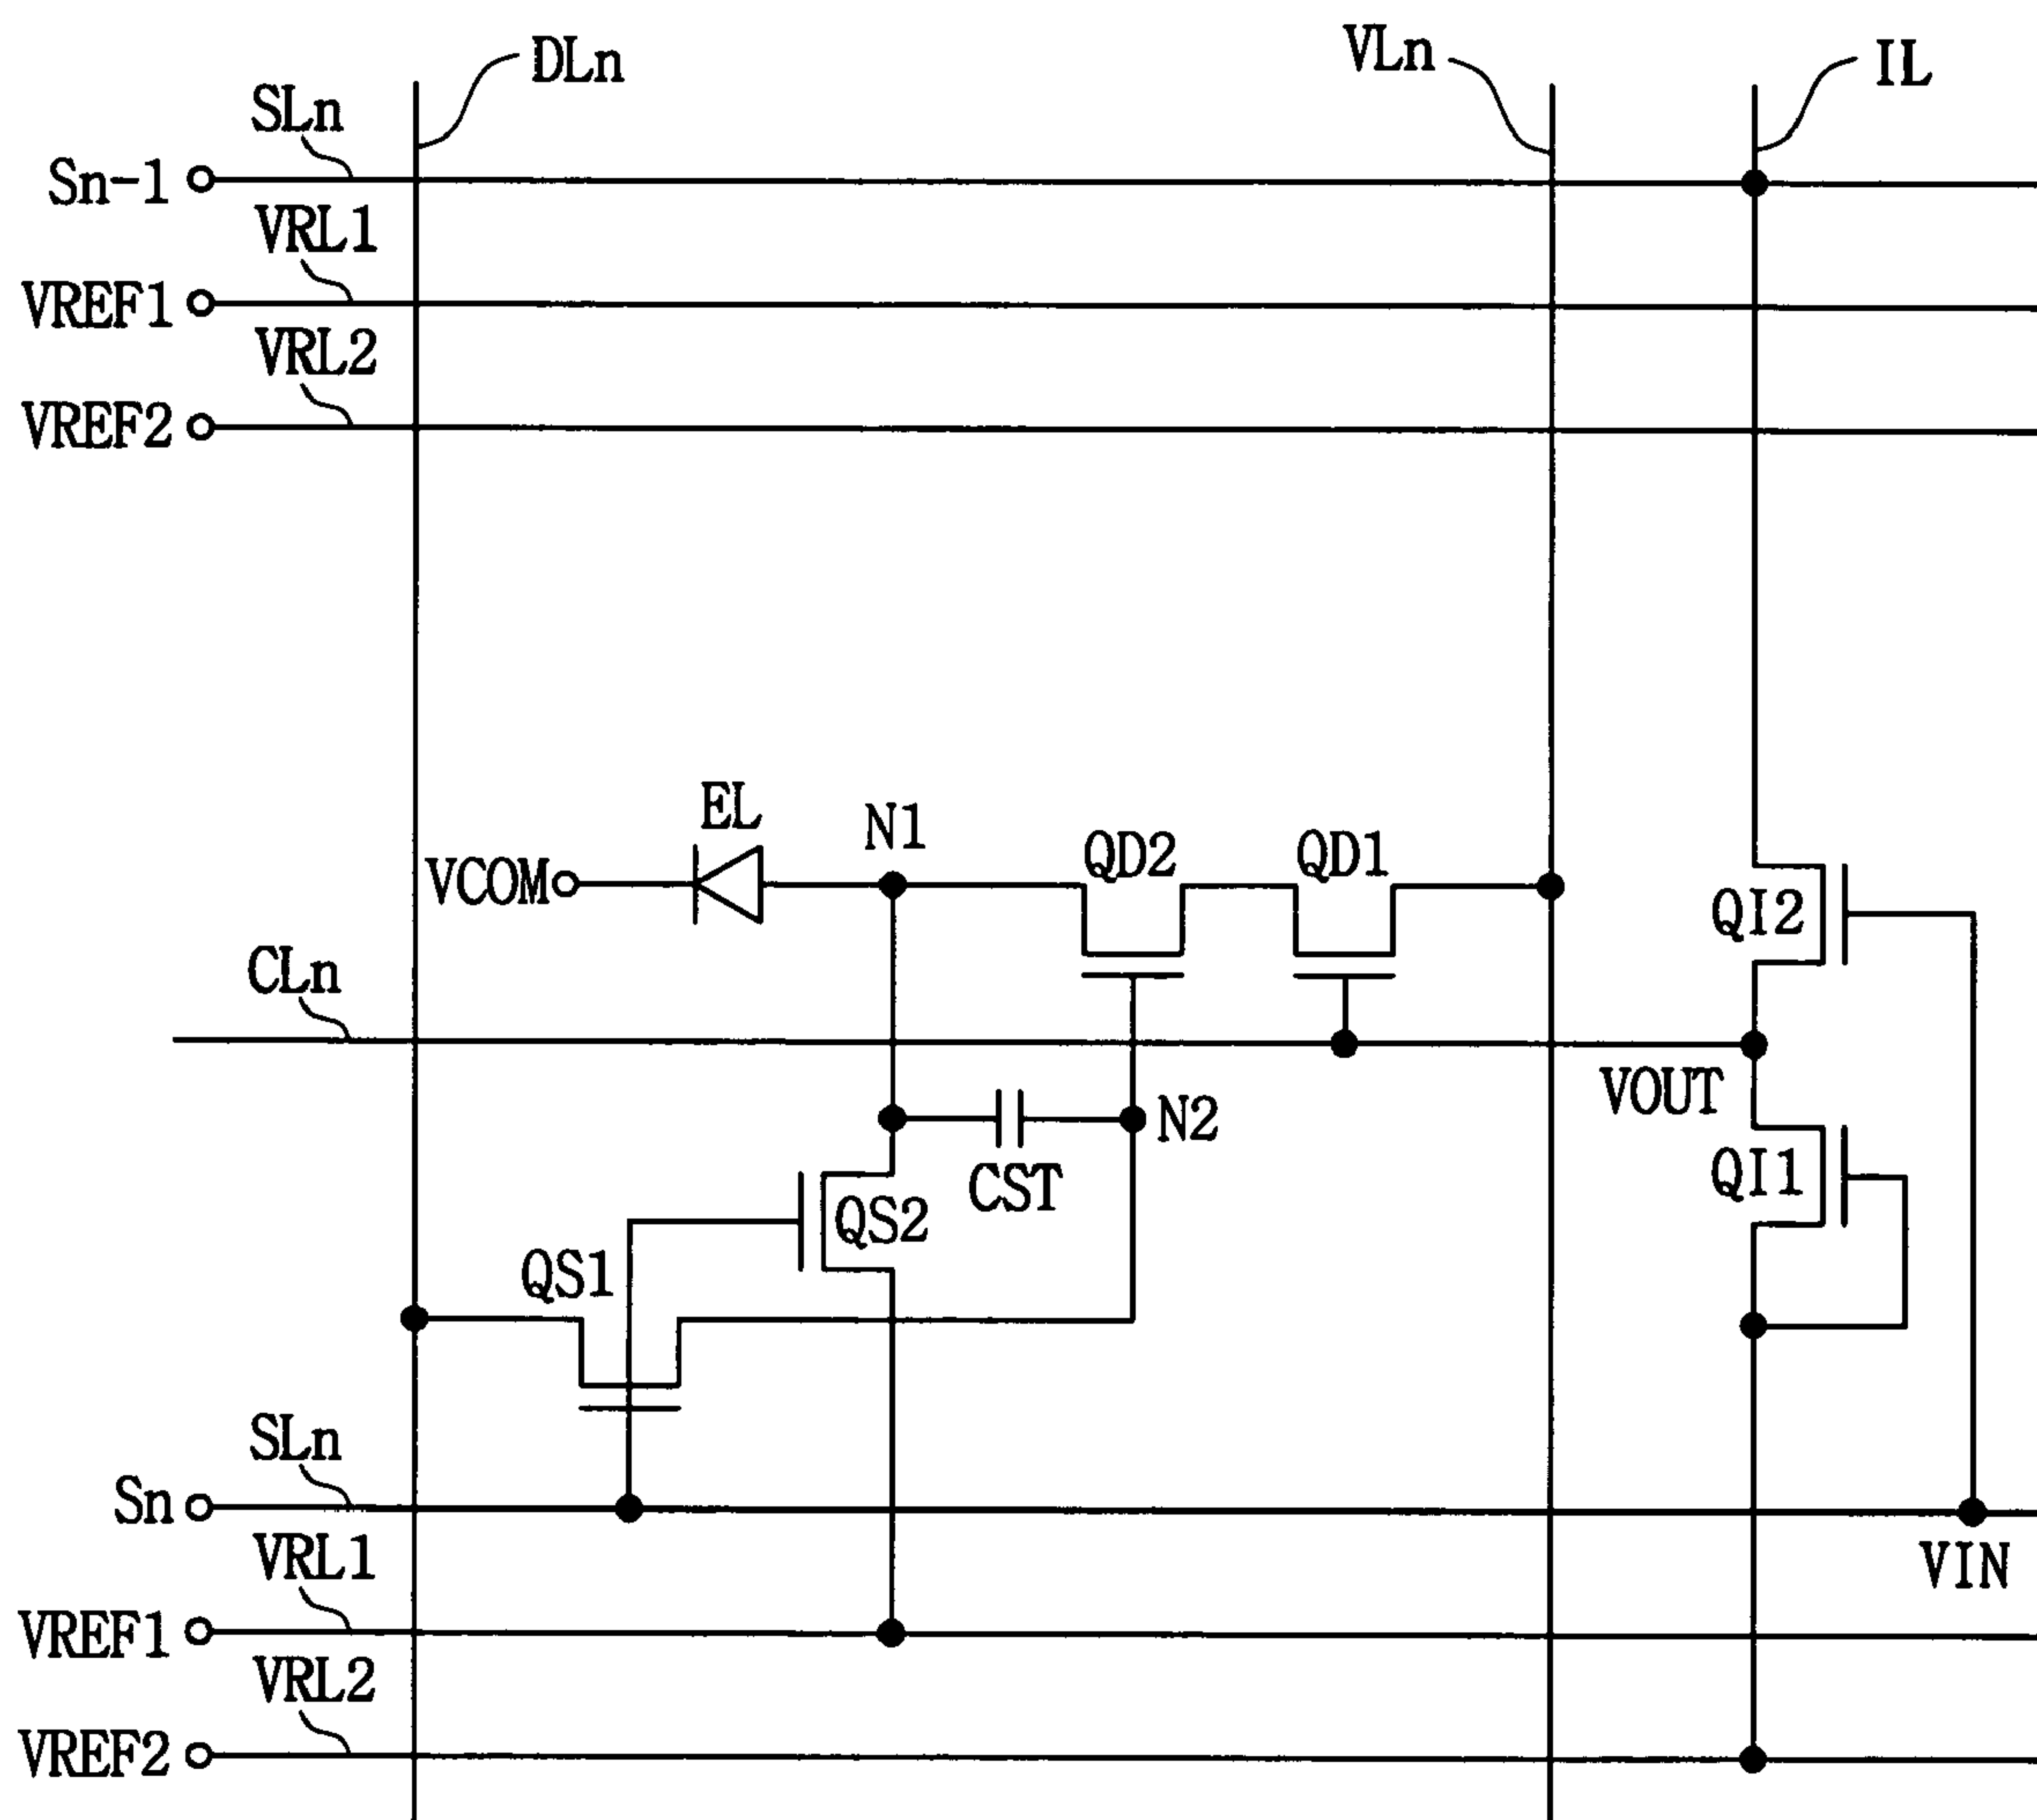 DLn
VLn
IL
SLn
Sn-1
VRL1
VREF1
VRL2
VREF2
EL
N1
QD2
QD1
VCOM
QI2
CLn
VOUT
N2
CST
QI1
QS2
QS1
SLn
Sn
VRL1
VIN
VREF1
VRL2
VREF2